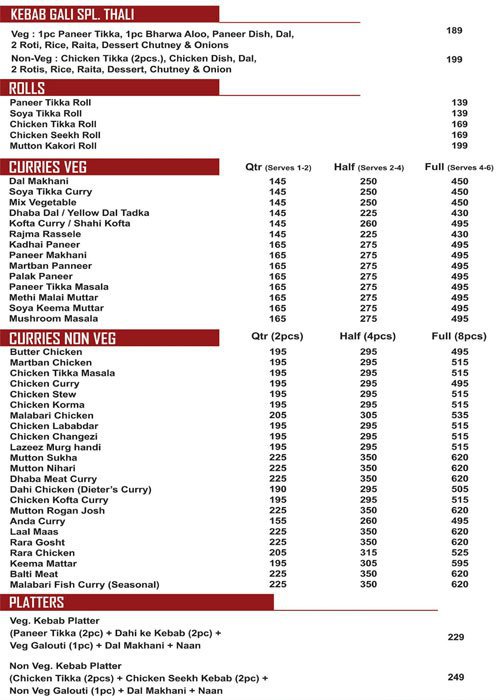 KEBAB GALI SPL. THALI
Veg : 1pc Paneer Tikka, 1pc Bharwa Aloo, Paneer Dish, Dal, 189
2 Roti, Rice, Raita, Dessert Chutney & Onions
Non-Veg : Chicken Tikka (2pcs.), Chicken Dish, Dal, 199
2 Rotis, Rice, Raita, Dessert, Chutney & Onion
ROLLS
Paneer Tikka Roll 139
Soya Tikka Roll 139
Chicken Tikka Roll 169
Chicken Seekh Roll 169
Mutton Kakori Roll 199
CURRIES VEG Qtr (Serves 1-2) Half (Serves 2-4) Full (Serves 4-6)
Dal Makhani 145 250 450
Soya Tikka Curry 145 250 450
Mix Vegetable 145 250 450
Dhaba Dal / Yellow Dal Tadka 145 225 430
Kofta Curry / Shahi Kofta 145 260 495
Rajma Rassele 145 225 430
Kadhai Paneer 165 275 495
Paneer Makhani 165 275 495
Martban Panneer 165 275 495
Palak Paneer 165 275 495
Paneer Tikka Masala 165 275 495
Methi Malai Muttar 165 275 495
Soya Keema Muttar 165 275 495
Mushroom Masala 165 275 495
CURRIES NON VEG Qtr (2pcs) Half (4pcs) Full (8pcs)
Butter Chicken 195 295 495
Martban Chicken 195 295 515
Chicken Tikka Masala 195 295 515
Chicken Curry 195 295 495
Chicken Stew 195 295 515
Chicken Korma 195 295 515
Malabari Chicken 205 305 535
Chicken Lababdar 195 295 515
Chicken Changezi 195 295 515
Lazeez Murg handi 195 295 515
Mutton Sukha 225 350 620
Mutton Nihari 225 350 620
Dhaba Meat Curry 225 350 620
Dahi Chicken (Dieter's Curry) 190 295 505
Chicken Kofta Curry 195 295 515
Mutton Rogan Josh 225 350 620
Anda Curry 155 260 495
Laal Maas 225 350 620
Rara Gosht 225 350 620
Rara Chicken 205 315 525
Keema Mattar 195 305 595
Balti Meat 225 350 620
Malabari Fish Curry (Seasonal) 225 350 620
PLATTERS
Veg. Kebab Platter
(Paneer Tikka (2pc) + Dahi ke Kebab (2pc) + 229
Veg Galouti (1pc) + Dal Makhani + Naan
Non Veg. Kebab Platter
(Chicken Tikka (2pcs) + Chicken Seekh Kebab (2pc) + 249
Non Veg Galouti (1pc) + Dal Makhani + Naan